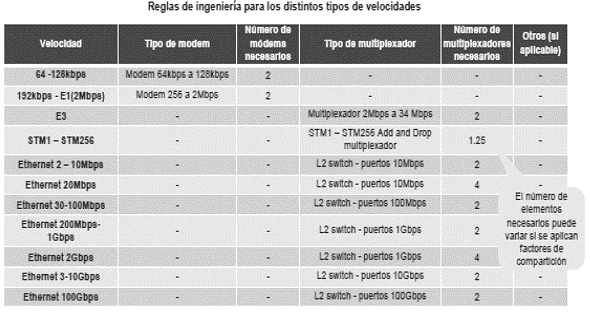 Reglas de ingeniería para los distintos tipos de velocidades
Velocidad Tipo de modem Número de módems necesarios Tipo de multiplexador Número de multiplexadores necesarios Otros (si aplicable)
64 -128kbps Modem 64kbps a 128kbps 2 - - -
192kbps - E1(2Mbps) Modem 256 a 2Mbps 2 - - -
E3 - - Multiplexador 2Mbps a 34 Mbps 2 -
STM1 – STM256 - - STM1 – STM256 Add and Drop multiplexador 1.25 -
Ethernet 2 – 10Mbps - - L2 switch - puertos 10Mbps 2 -
Ethernet 20Mbps - - L2 switch - puertos 10Mbps 4 -
Ethernet 30-100Mbps - - L2 switch - puertos 100Mbps 2
Ethernet 200Mbps-1Gbps - - L2 switch - puertos 1Gbps 2
Ethernet 2Gbps - - L2 switch - puertos 1Gbps 4
Ethernet 3-10Gbps - - L2 switch - puertos 10Gbps 2 -
Ethernet 100Gbps - - L2 switch - puertos 100Gbps 2 -
El número de
elementos
necesarios puede
variar si se aplican
factores de
compartición